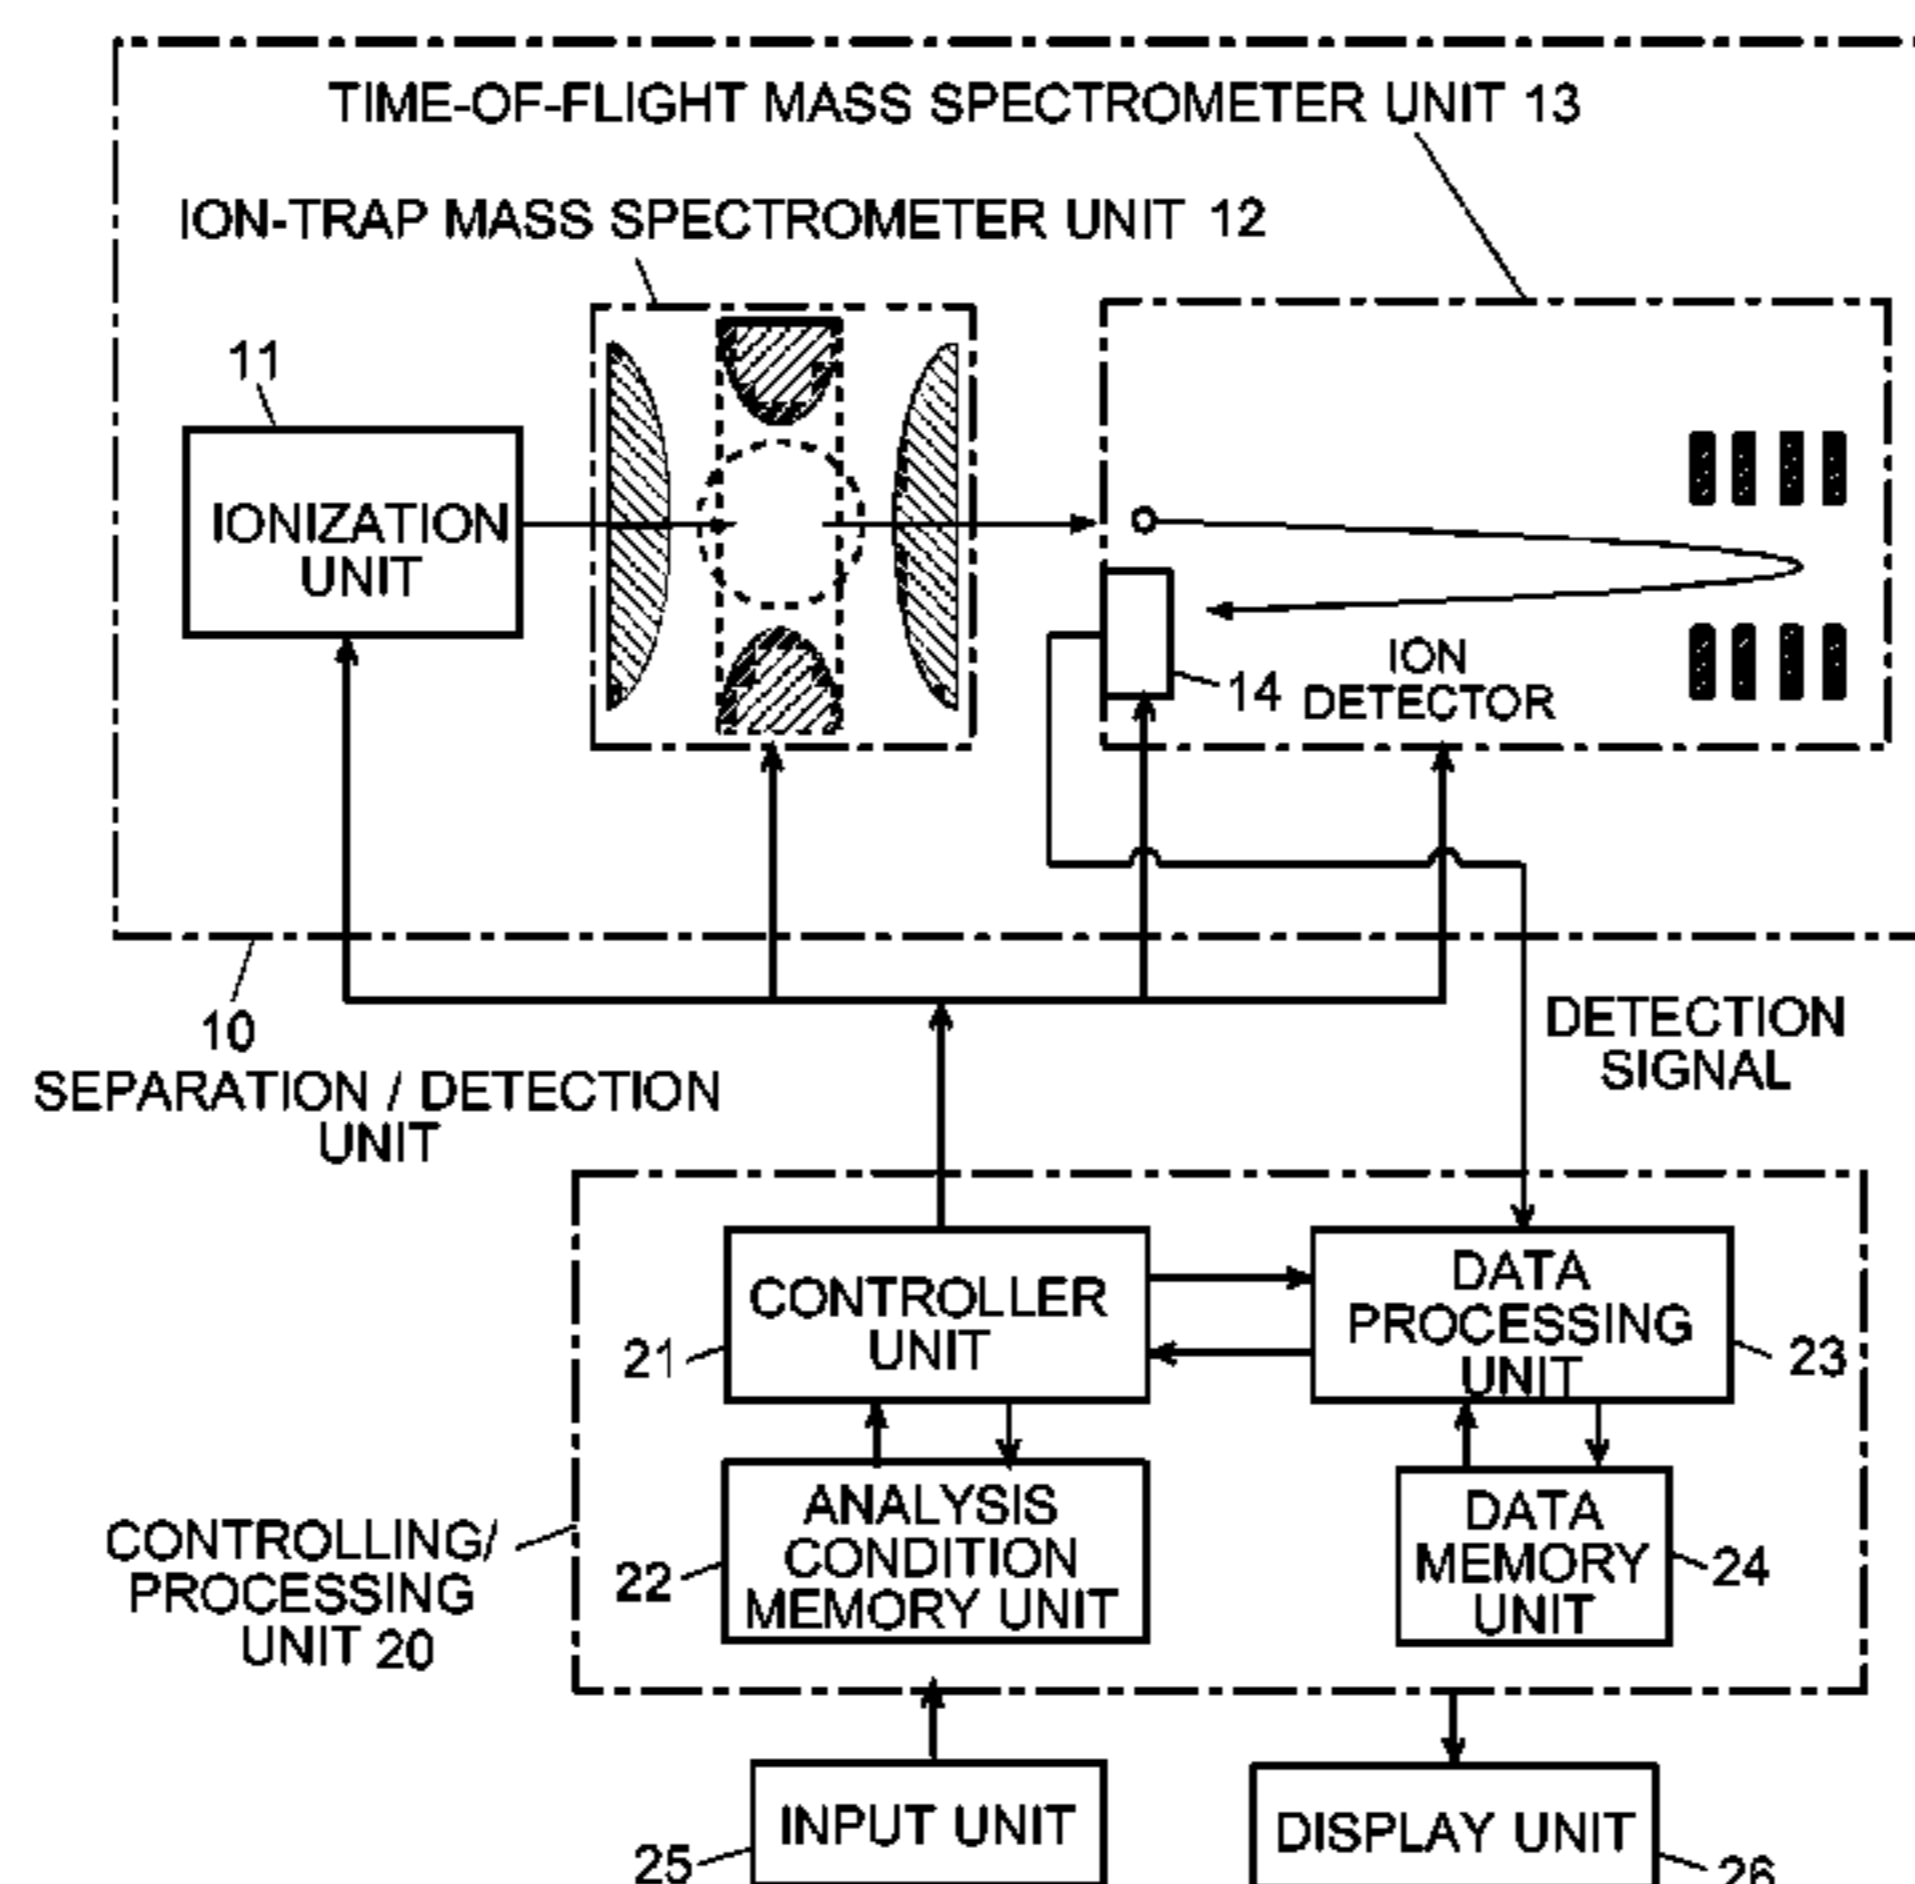 TIME-OF-FLIGHT MASS SPECTROMETER UNIT 13
ION-TRAP MASS SPECTROMETER UNIT 12
11
IONIZATION
UNIT
14
ION
DETECTOR
10
SEPARATION / DETECTION
UNIT
DETECTION
SIGNAL
CONTROLLER
UNIT
21
DATA
PROCESSING
UNIT
23
ANALYSIS
CONDITION
MEMORY UNIT
22
DATA
MEMORY
UNIT
24
CONTROLLING/
PROCESSING
UNIT 20
INPUT UNIT
25
DISPLAY UNIT
26